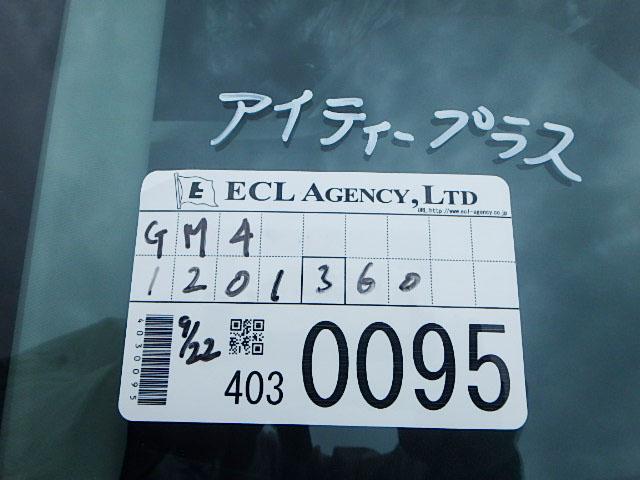 アイティープラス
E ECL AGENCY, LTD
URL http://www.ecl-agency.co.jp
GM4
1201360
9/22
4030095
403 0095